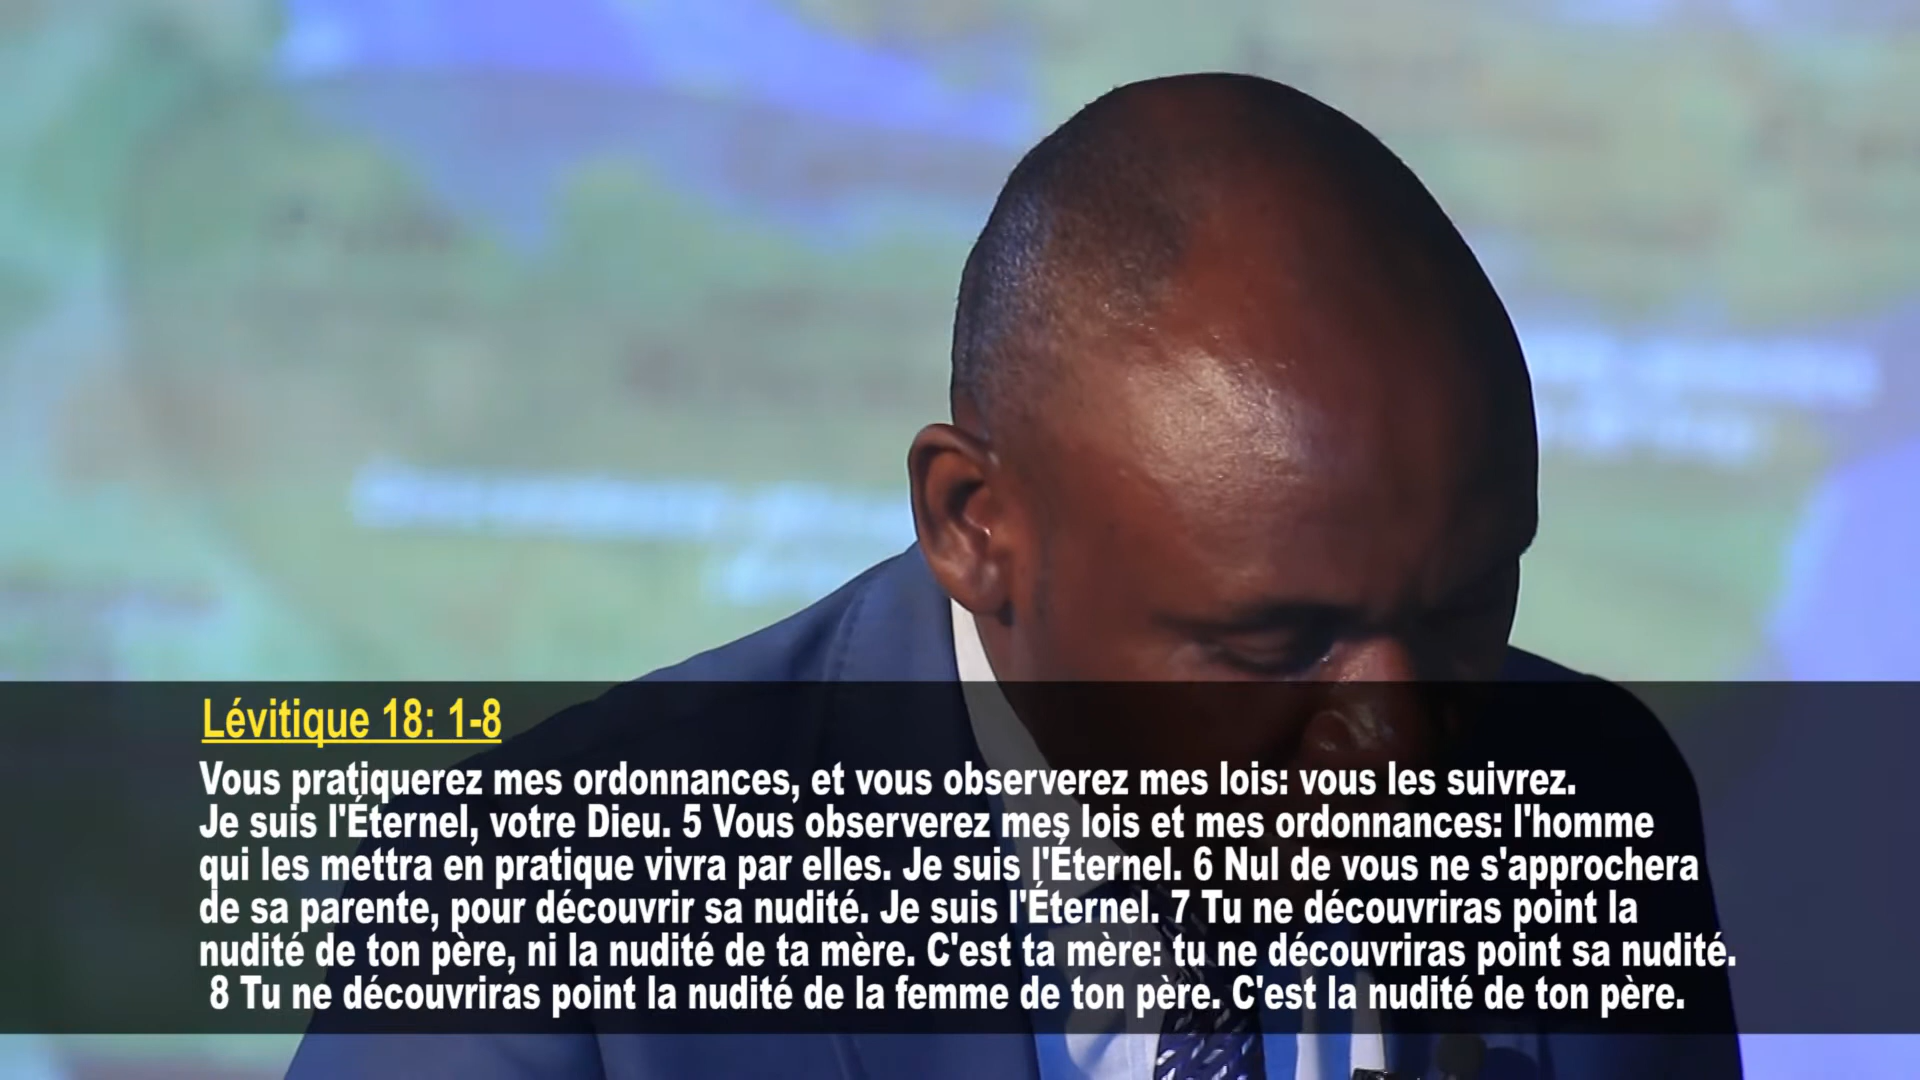 Lévitique 18: 1-8
Vous pratiquerez mes ordonnances, et vous observerez mes lois: vous les suivrez.
Je suis l'Éternel, votre Dieu. 5 Vous observerez mes lois et mes ordonnances: l'homme
qui les mettra en pratique vivra par elles. Je suis l'Éternel. 6 Nul de vous ne s'approchera
de sa parente, pour découvrir sa nudité. Je suis l'Éternel. 7 Tu ne découvriras point la
nudité de ton père, ni la nudité de ta mère. C'est ta mère: tu ne découvriras point sa nudité.
8 Tu ne découvriras point la nudité de la femme de ton père. C'est la nudité de ton père.